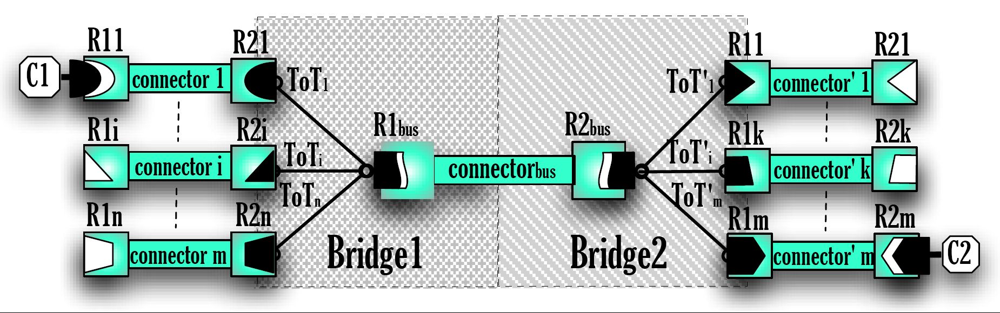 R11
R21
R11
R21
C1
connector 1
ToT1
ToT'1
connector' 1
R1i
R2i
R1bus
R2bus
R1k
R2k
connector i
ToTi
connectorbus
ToT'i
connector' k
ToTn
ToT'm
R1n
R2n
R1m
R2m
connector m
Bridge1
Bridge2
connector' m
C2